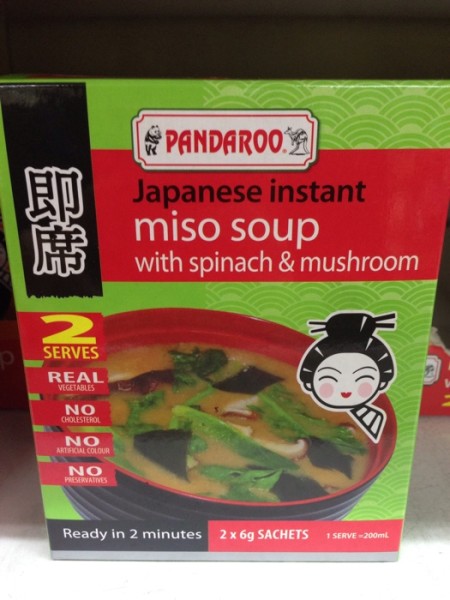 PANDAROO
即席
Japanese instant
miso soup
with spinach & mushroom
2
SERVES
REAL
VEGETABLES
NO
CHOLESTEROL
NO
ARTIFICIAL COLOUR
NO
PRESERVATIVES
Ready in 2 minutes
2 x 6g SACHETS
1 SERVE =200mL